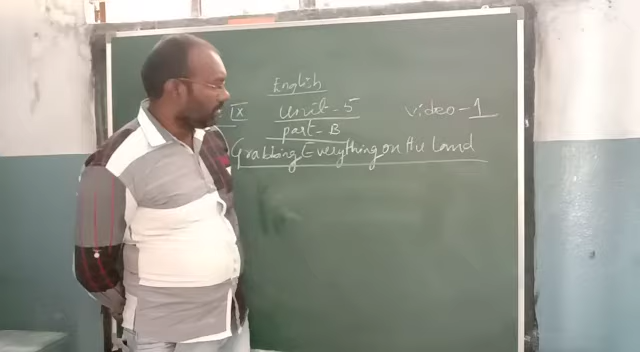 English
IX Unit-5 video-1
part-B
Grabbing Everything on the Land